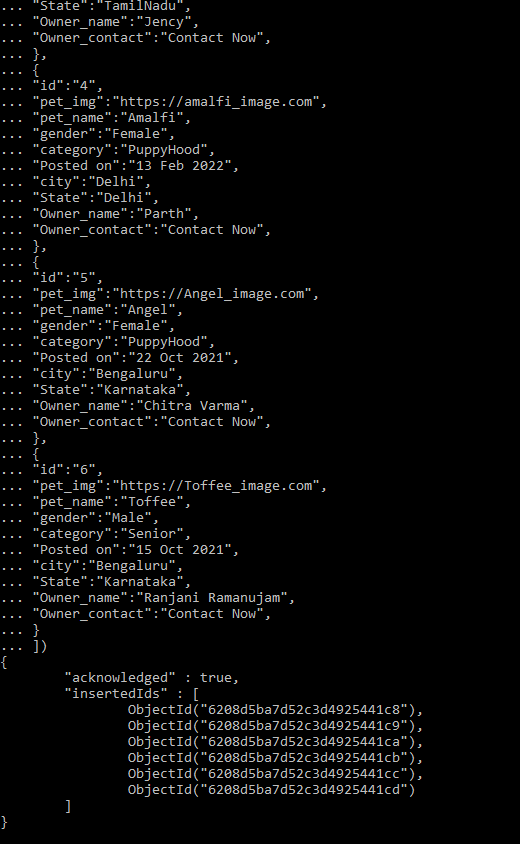 ... "State":"TamilNadu",
... "Owner_name":"Jency",
... "Owner_contact":"Contact Now",
... },
... {
... "id":"4",
... "pet_img":"https://amalfi_image.com",
... "pet_name":"Amalfi",
... "gender":"Female",
... "category":"PuppyHood",
... "Posted on":"13 Feb 2022",
... "city":"Delhi",
... "State":"Delhi",
... "Owner_name":"Parth",
... "Owner_contact":"Contact Now",
... },
... {
... "id":"5",
... "pet_img":"https://Angel_image.com",
... "pet_name":"Angel",
... "gender":"Female",
... "category":"PuppyHood",
... "Posted on":"22 Oct 2021",
... "city":"Bengaluru",
... "State":"Karnataka",
... "Owner_name":"Chitra Varma",
... "Owner_contact":"Contact Now",
... },
... {
... "id":"6",
... "pet_img":"https://Toffee_image.com",
... "pet_name":"Toffee",
... "gender":"Male",
... "category":"Senior",
... "Posted on":"15 Oct 2021",
... "city":"Bengaluru",
... "State":"Karnataka",
... "Owner_name":"Ranjani Ramanujam",
... "Owner_contact":"Contact Now",
... }
... ])
{
"acknowledged" : true,
"insertedIds" : [
ObjectId("6208d5ba7d52c3d4925441c8"),
ObjectId("6208d5ba7d52c3d4925441c9"),
ObjectId("6208d5ba7d52c3d4925441ca"),
ObjectId("6208d5ba7d52c3d4925441cb"),
ObjectId("6208d5ba7d52c3d4925441cc"),
ObjectId("6208d5ba7d52c3d4925441cd")
]
}